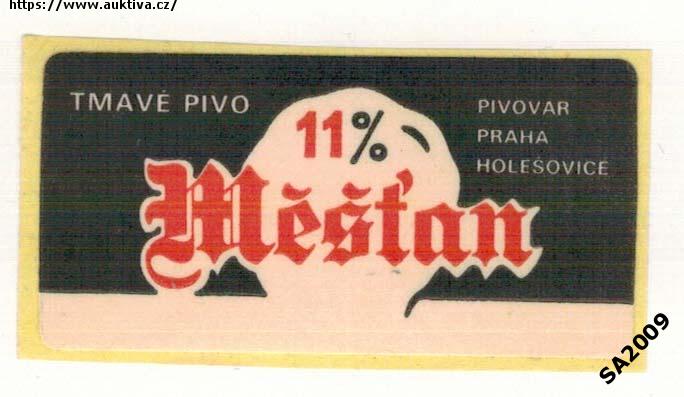 https://www.auktiva.cz/
TMAVÉ PIVO
11%
PIVOVAR
PRAHA
HOLEŠOVICE
Měšťan
SA2009